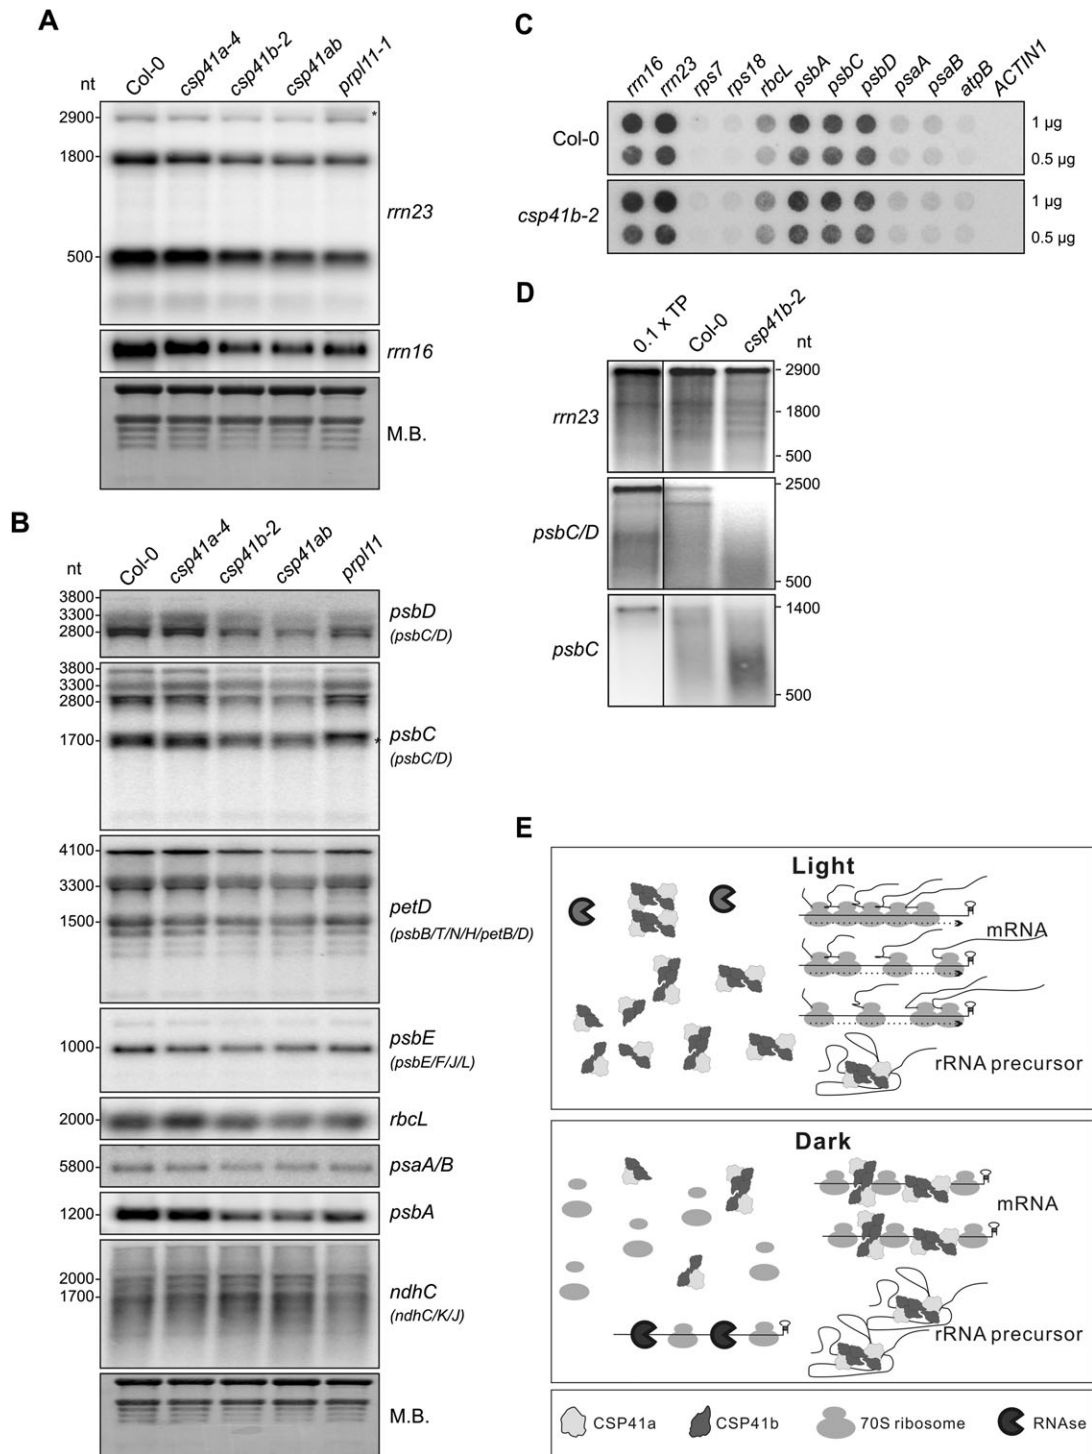 A
nt
Col-0 csp41a-4 csp41b-2 csp41ab prpl11-1
2900
*
1800
500
rrn23
rrn16
M.B.
B
nt
Col-0 csp41a-4 csp41b-2 csp41ab prpl11
3800
3300
2800
psbD
(psbC/D)
3800
3300
2800
1700
psbC
*
(psbC/D)
4100
3300
1500
petD
(psbB/T/N/H/petB/D)
1000
psbE
(psbE/F/J/L)
2000
rbcL
5800
psaA/B
1200
psbA
2000
1700
ndhC
(ndhC/K/J)
M.B.
C
rrn16 rrn23 rps7 rps18 rbcL psbA psbC psbD psaA psaB atpB ACTIN1
Col-0
1 µg
0.5 µg
csp41b-2
1 µg
0.5 µg
D
0.1 x TP Col-0 csp41b-2
nt
rrn23
2900
1800
500
psbC/D
2500
500
psbC
1400
500
E
Light
mRNA
rRNA precursor
Dark
mRNA
rRNA precursor
CSP41a CSP41b 70S ribosome RNAse